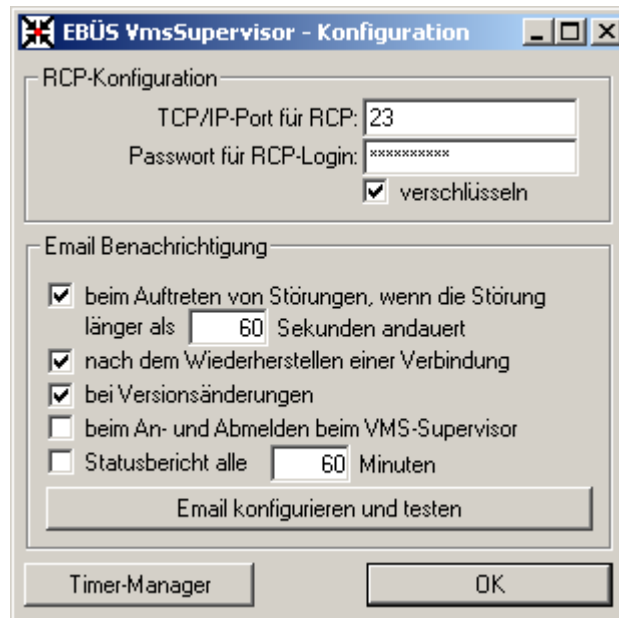 EBÜS VmsSupervisor - Konfiguration
RCP-Konfiguration
TCP/IP-Port für RCP: 23
Passwort für RCP-Login: **********
verschlüsseln
Email Benachrichtigung
beim Auftreten von Störungen, wenn die Störung
länger als 60 Sekunden andauert
nach dem Wiederherstellen einer Verbindung
bei Versionsänderungen
beim An- und Abmelden beim VMS-Supervisor
Statusbericht alle 60 Minuten
Email konfigurieren und testen
Timer-Manager OK